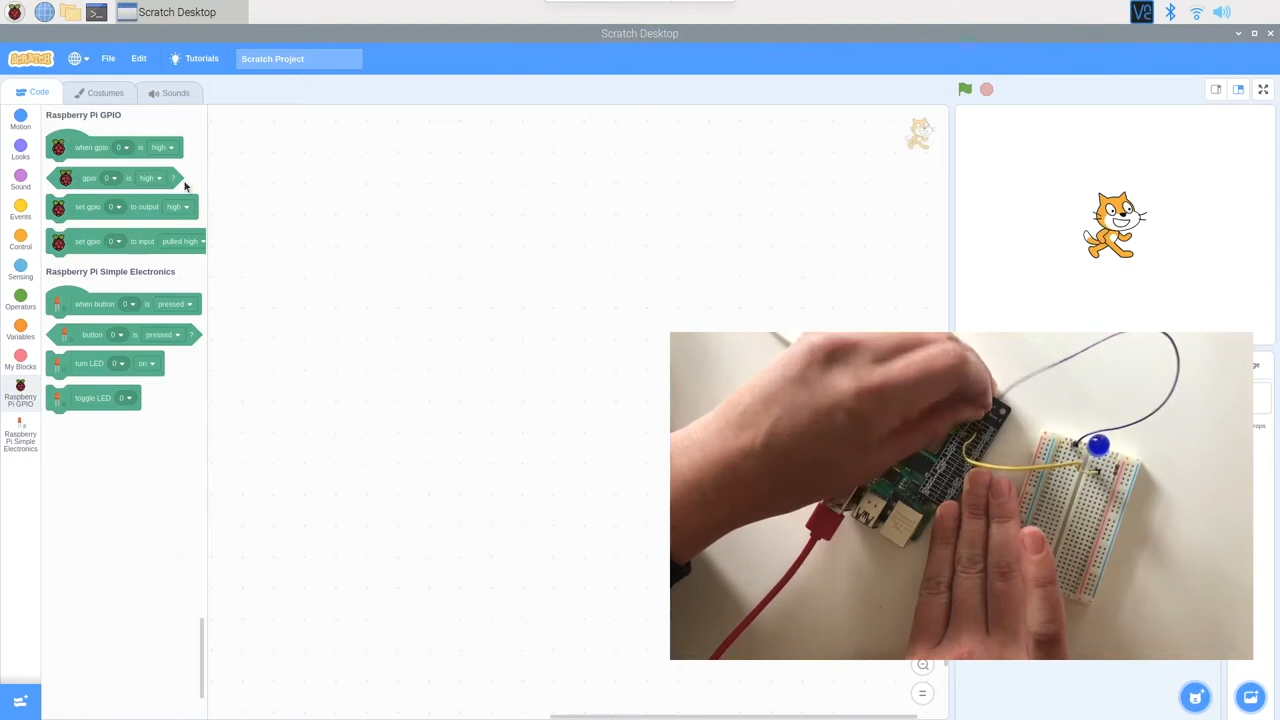 Scratch Desktop
Scratch Desktop
SCRATCH
File
Edit
Tutorials
Scratch Project
Code
Costumes
Sounds
Motion
Looks
Sound
Events
Control
Sensing
Operators
Variables
My Blocks
Raspberry
Pi GPIO
Raspberry
Pi Simple
Electronics
Raspberry Pi GPIO
when gpio 0 is high
gpio 0 is high ?
set gpio 0 to output high
set gpio 0 to input pulled high
Raspberry Pi Simple Electronics
when button 0 is pressed
button 0 is pressed ?
turn LED 0 on
toggle LED 0